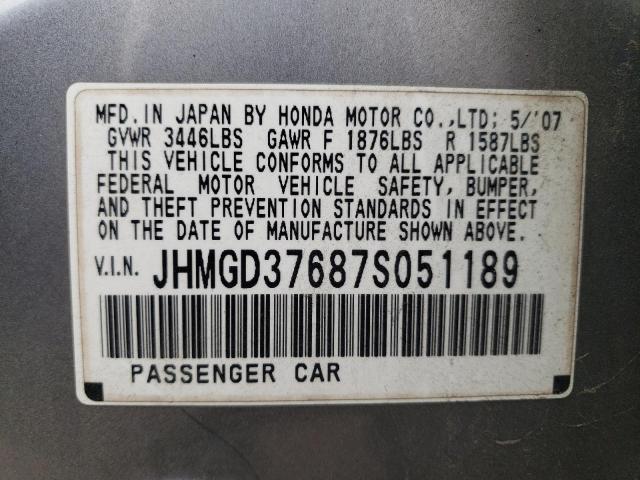 MFD. IN JAPAN BY HONDA MOTOR CO.,LTD; 5/'07
GVWR 3446LBS GAWR F 1876LBS R 1587LBS
THIS VEHICLE CONFORMS TO ALL APPLICABLE
FEDERAL MOTOR VEHICLE SAFETY, BUMPER,
AND THEFT PREVENTION STANDARDS IN EFFECT
ON THE DATE OF MANUFACTURE SHOWN ABOVE.
V.I.N. JHMGD37687S051189
PASSENGER CAR